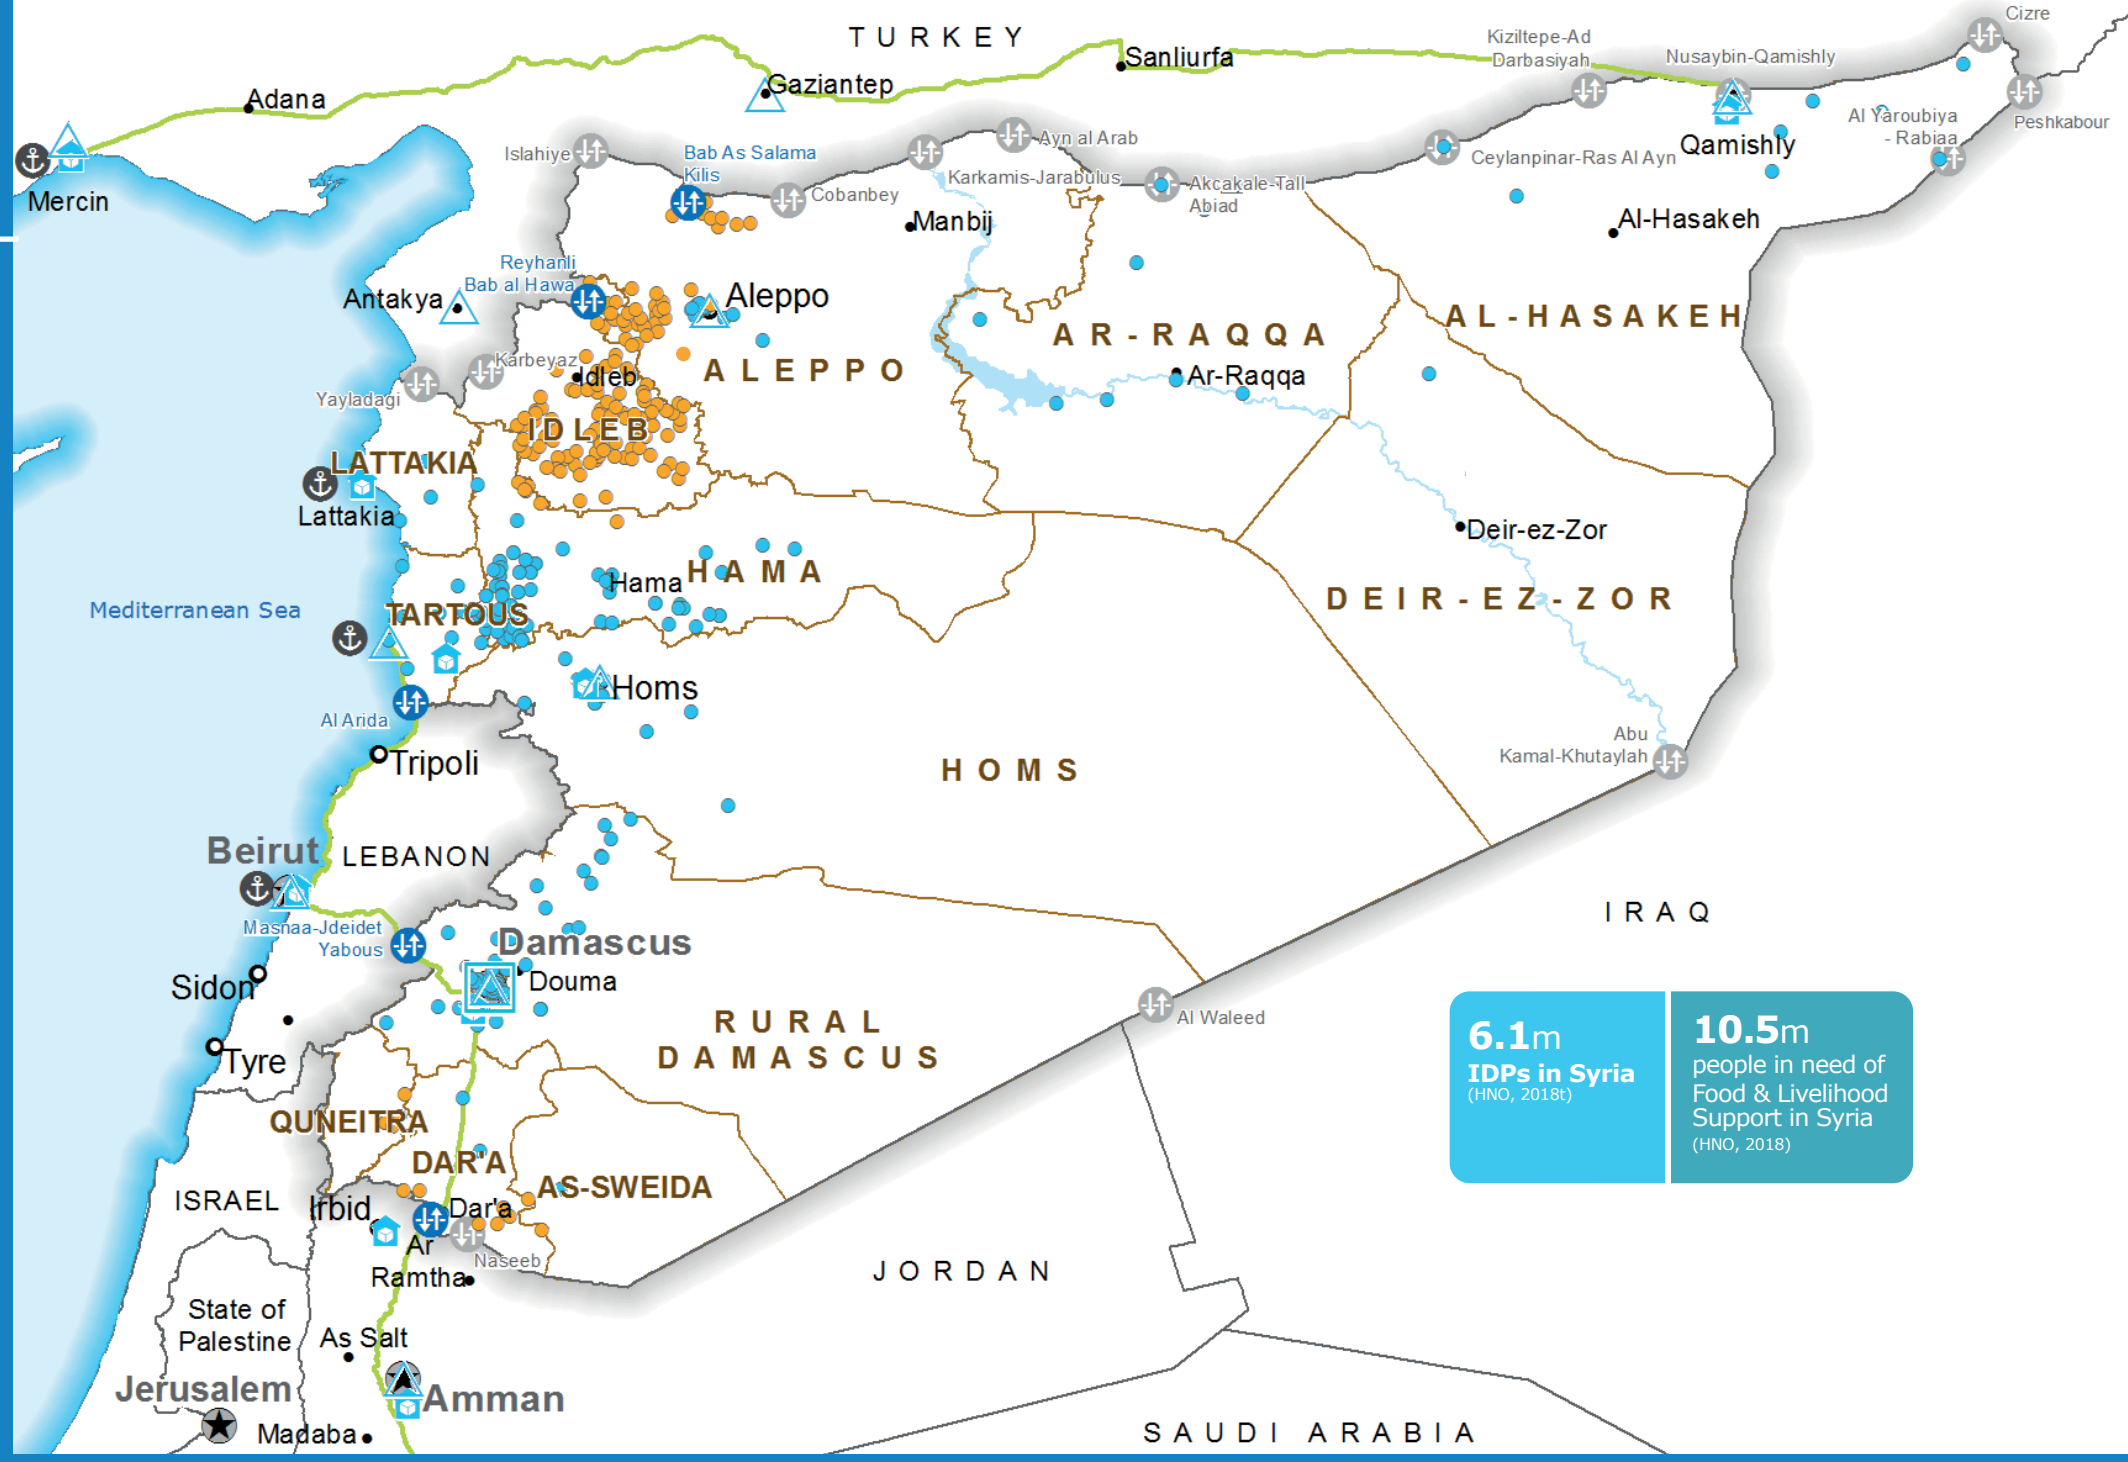 TURKEY
Cizre
Kiziltepe-Ad
Darbasiyah
Nusaybin-Qamishly
Sanliurfa
Gaziantep
Adana
Al Yaroubiya
- Rabiaa
Peshkabour
Islahiye
Bab As Salama
Kilis
Ayn al Arab
Qamishly
Ceylanpinar-Ras Al Ayn
Mercin
Cobanbey
Karkamis-Jarabulus
Akcakale-Tall
Abiad
Manbij
Al-Hasakeh
Reyhanli
Bab al Hawa
Antakya
Aleppo
AR-RAQQA
AL-HASAKEH
Karbeyaz
Idleb
ALEPPO
Ar-Raqqa
Yayladagi
IDLEB
LATTAKIA
Lattakia
Deir-ez-Zor
Hama
HAMA
DEIR-EZ-ZOR
Mediterranean Sea
TARTOUS
Homs
Al Arida
Abu
Kamal-Khutaylah
Tripoli
HOMS
Beirut
LEBANON
IRAQ
Masnaa-Jdeidet
Yabous
Damascus
Douma
Sidon
Al Waleed
RURAL
DAMASCUS
Tyre
6.1m
IDPs in Syria
(HNO, 2018t)
10.5m
people in need of
Food & Livelihood
Support in Syria
(HNO, 2018)
QUNEITRA
DAR'A
AS-SWEIDA
ISRAEL
Irbid
Dar'a
Ar
Ramtha
Naseeb
JORDAN
State of
Palestine
As Salt
Jerusalem
Amman
Madaba
SAUDI ARABIA